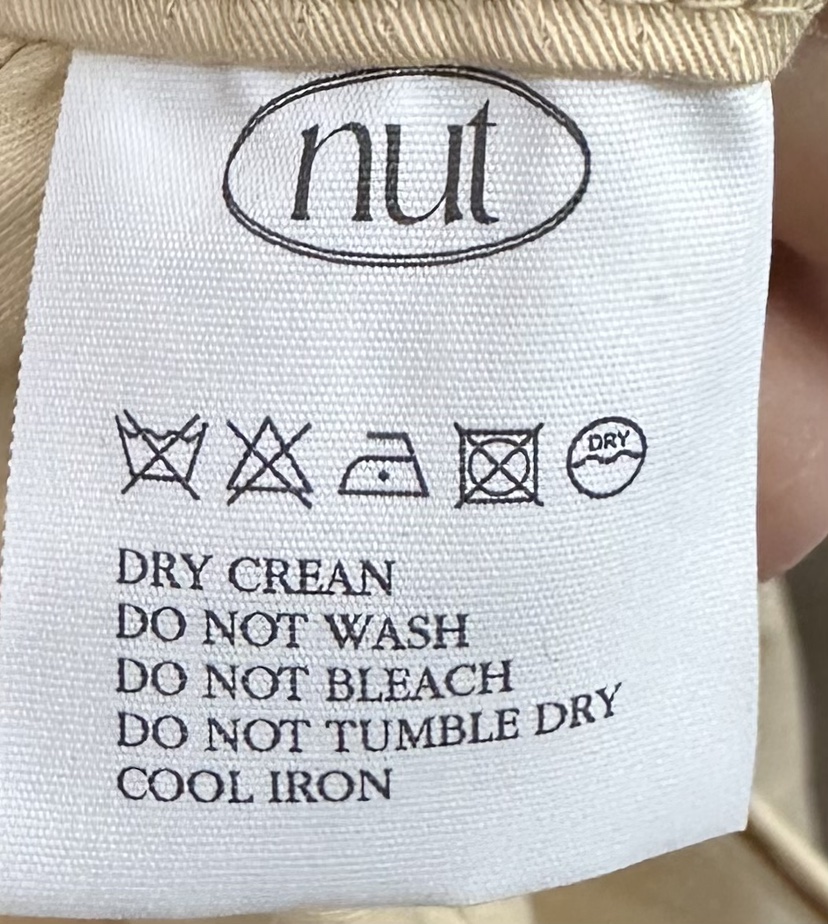 nut
DRY
DRY CREAN
DO NOT WASH
DO NOT BLEACH
DO NOT TUMBLE DRY
COOL IRON